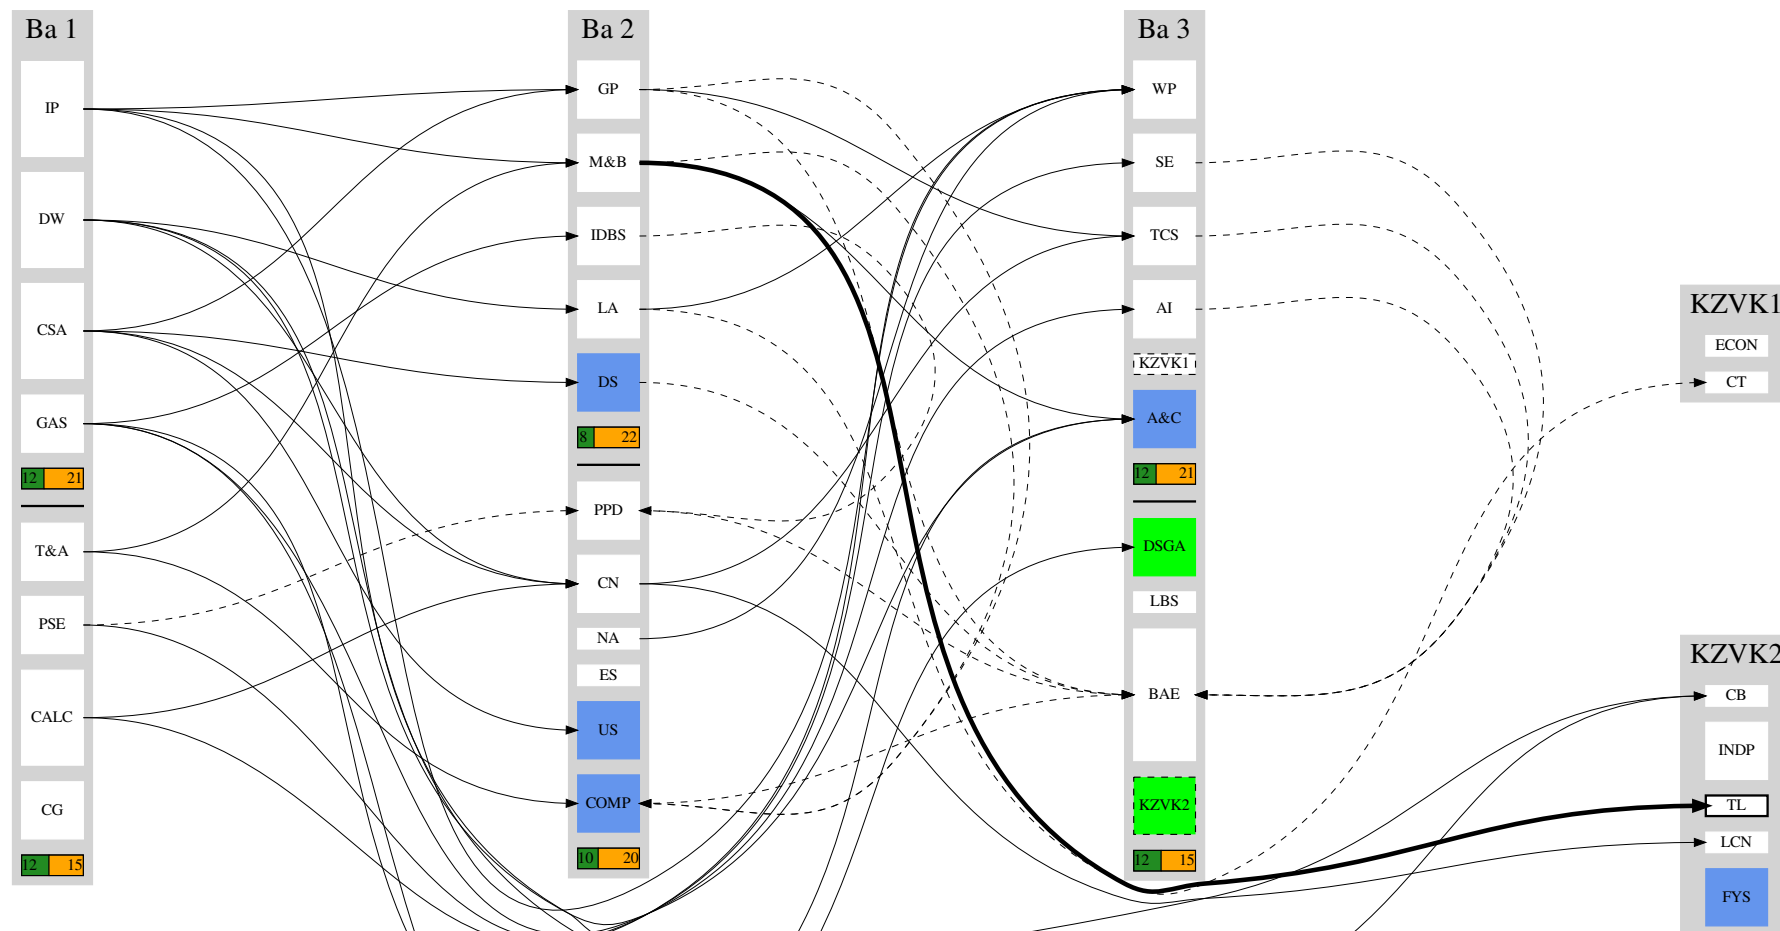 Ba 1
IP
DW
CSA
GAS
12 21
T&A
PSE
CALC
CG
12 15
Ba 2
GP
M&B
IDBS
LA
DS
8 22
PPD
CN
NA
ES
US
COMP
10 20
Ba 3
WP
SE
TCS
AI
KZVK1
A&C
12 21
DSGA
LBS
BAE
KZVK2
12 15
KZVK1
ECON
CT
KZVK2
CB
INDP
TL
LCN
FYS